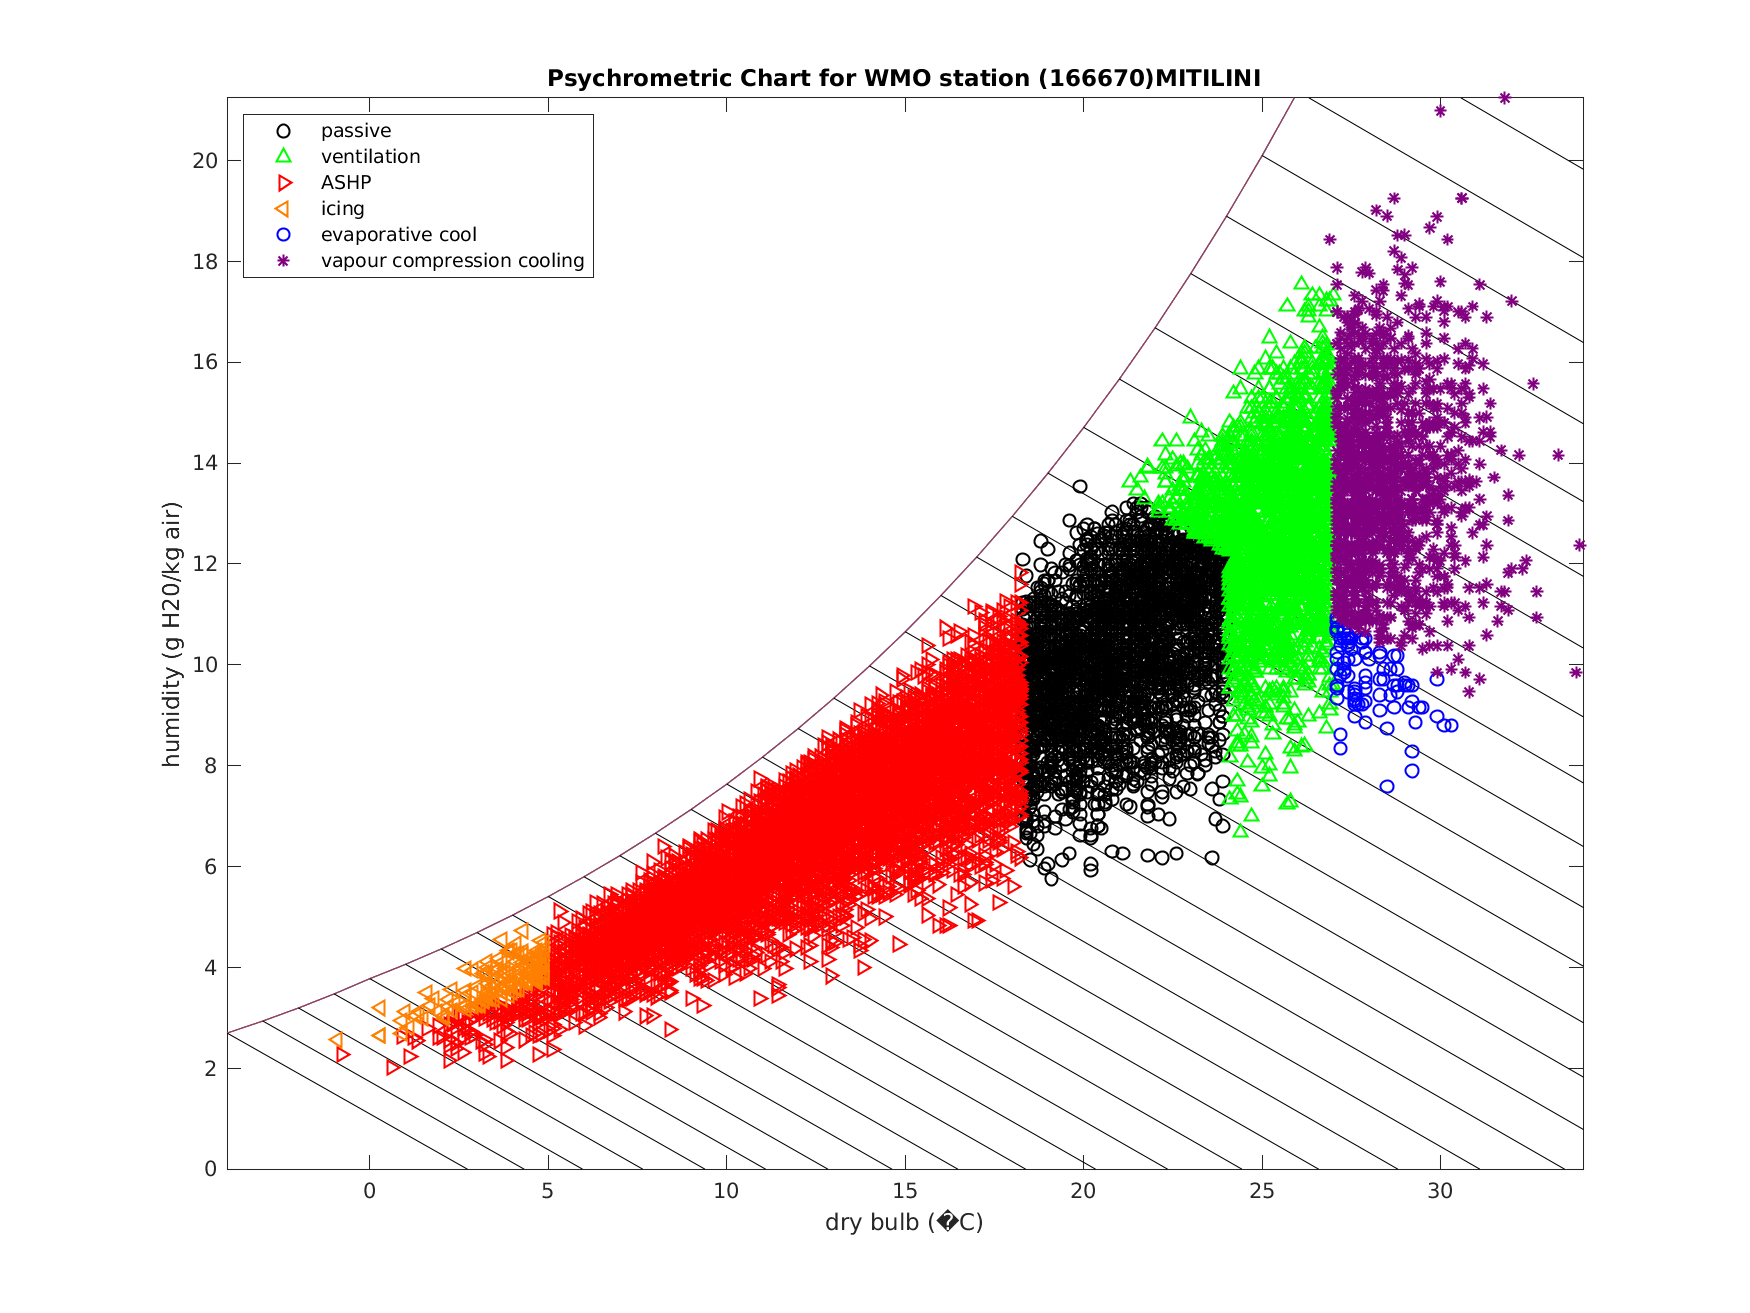 Psychrometric Chart for WMO station (166670)MITILINI
passive
ventilation
ASHP
icing
evaporative cool
vapour compression cooling
humidity (g H20/kg air)
20
18
16
14
12
10
8
6
4
2
0
0 5 10 15 20 25 30
dry bulb (�C)